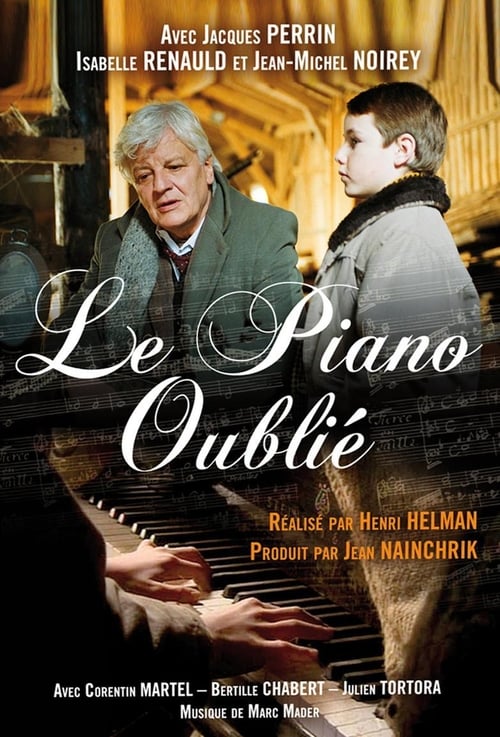 Avec Jacques PERRIN
Isabelle RENAULD et Jean-Michel NOIREY
Le Piano
Oublié
Réalisé par Henri HELMAN
Produit par Jean NAINCHRIK
Avec Corentin MARTEL – Bertille CHABERT – Julien TORTORA
Musique de Marc Mader